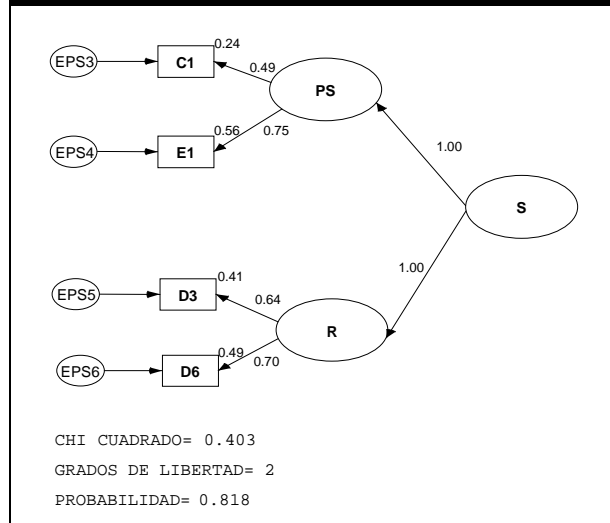 0.24
EPS3 C1 0.49
PS
0.56 0.75
EPS4 E1
1.00
S
1.00
0.41
EPS5 D3 0.64
R
0.49 0.70
EPS6 D6
CHI CUADRADO= 0.403
GRADOS DE LIBERTAD= 2
PROBABILIDAD= 0.818